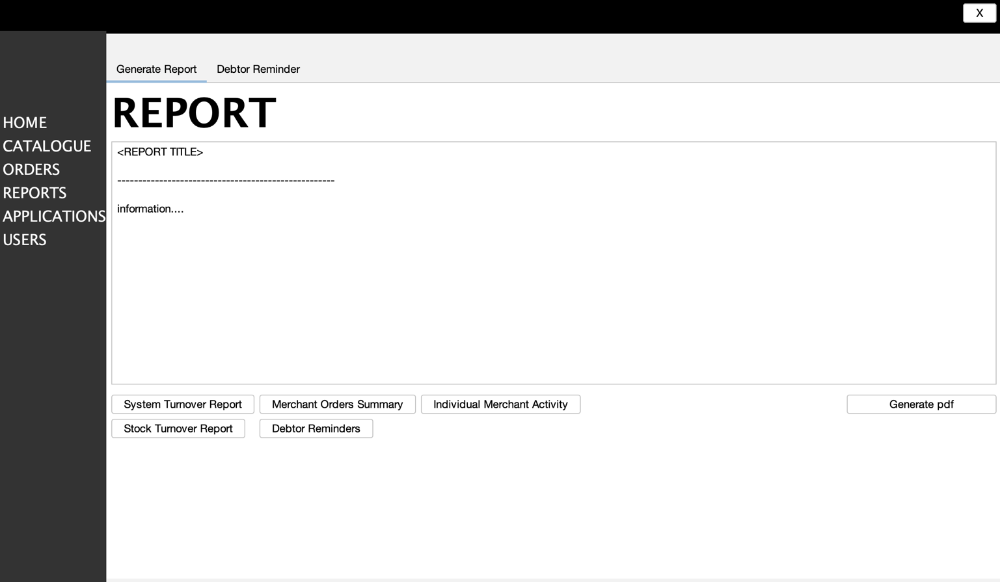 X
Generate Report Debtor Reminder
REPORT
HOME
CATALOGUE
ORDERS
REPORTS
APPLICATIONS
USERS
<REPORT TITLE>
----------------------------------------------------
information....
System Turnover Report Merchant Orders Summary Individual Merchant Activity Generate pdf
Stock Turnover Report Debtor Reminders